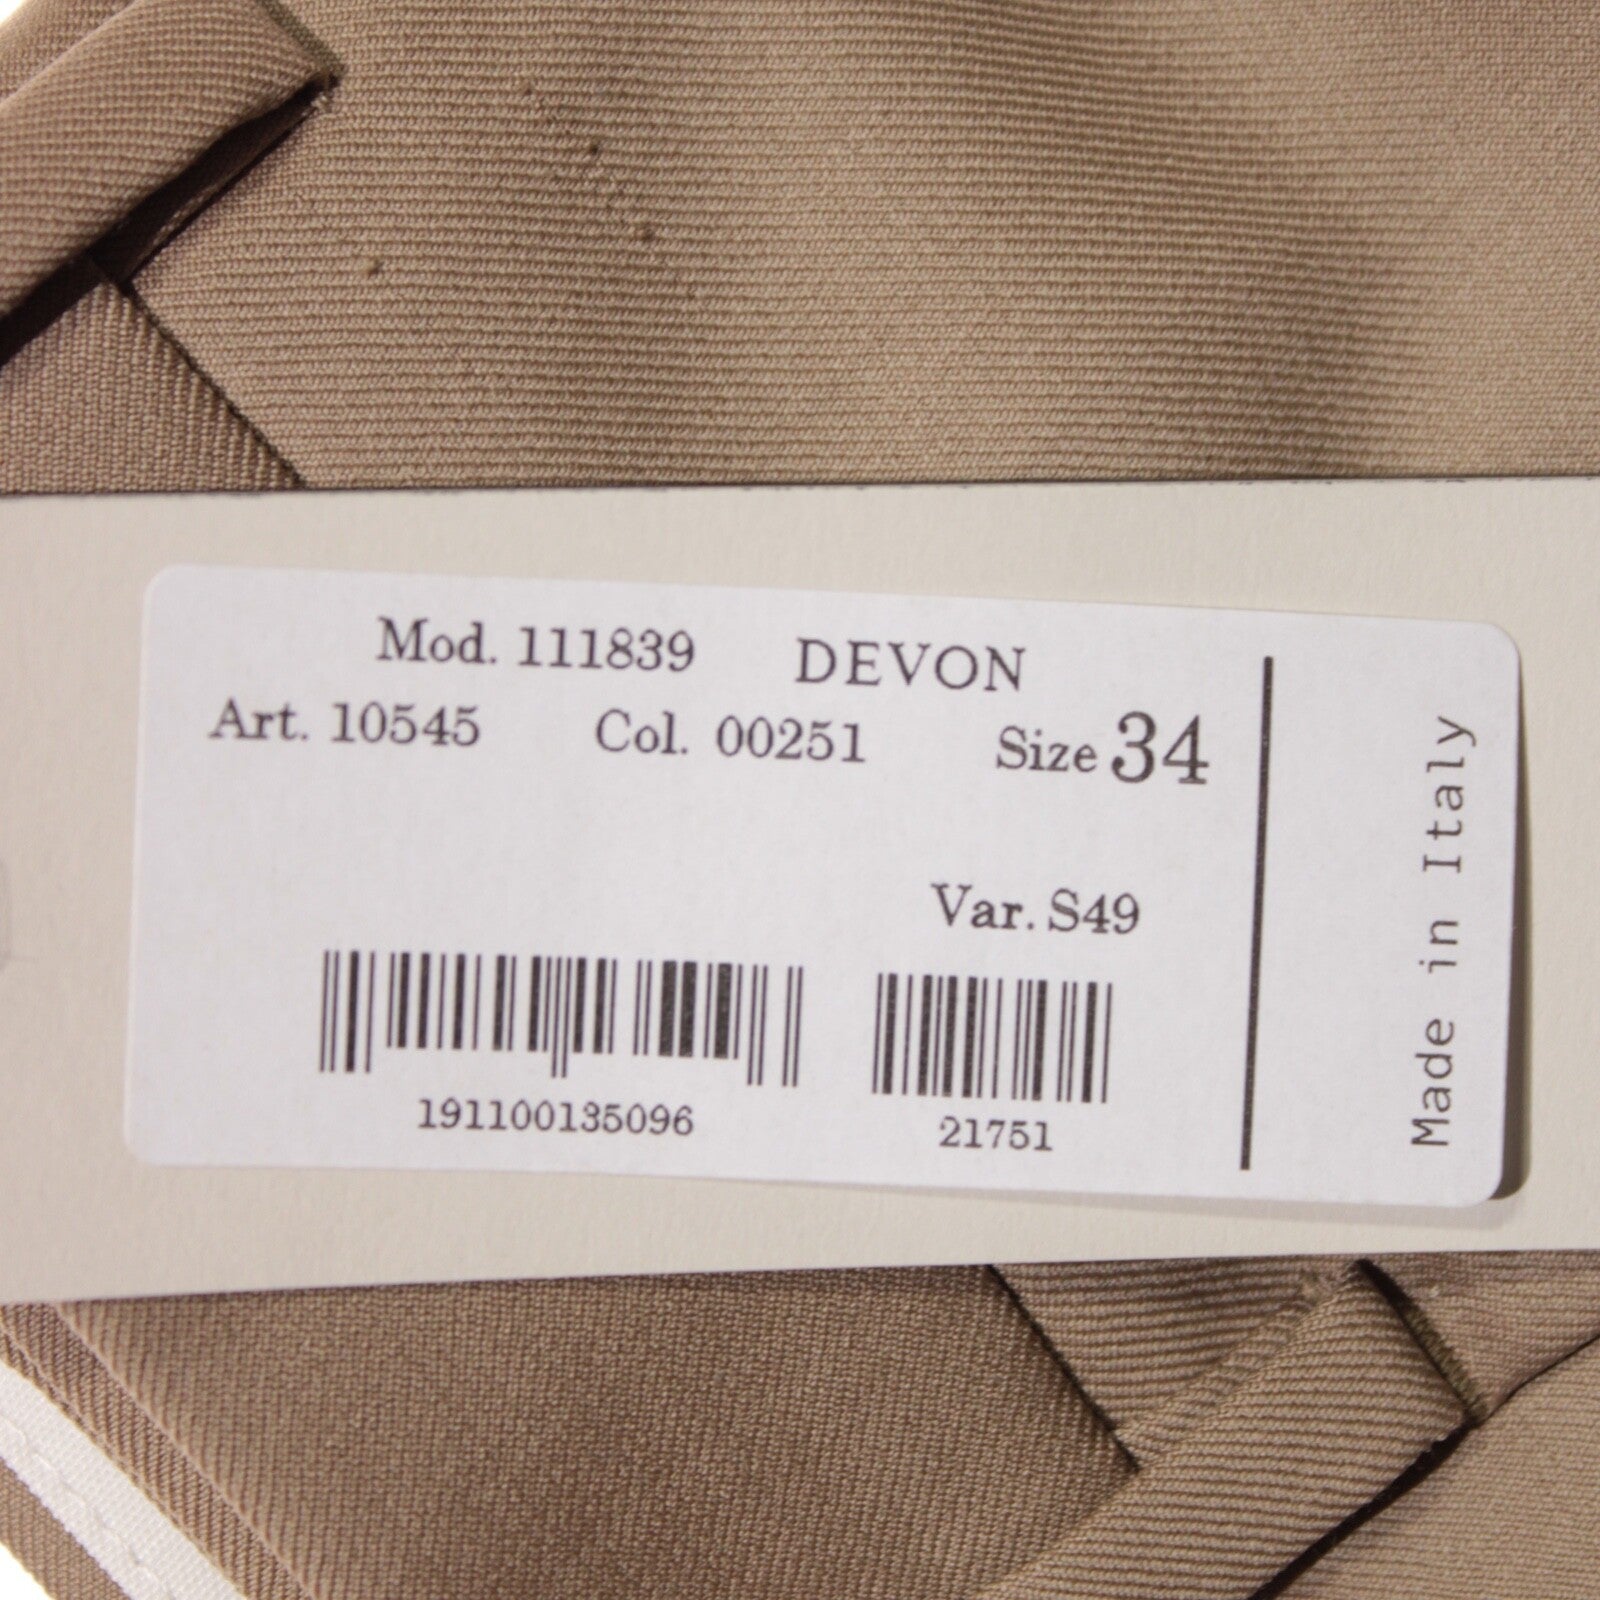 Mod. 111839 DEVON
Art. 10545 Col. 00251 Size 34
Var. S49
191100135096 21751
Made in Italy